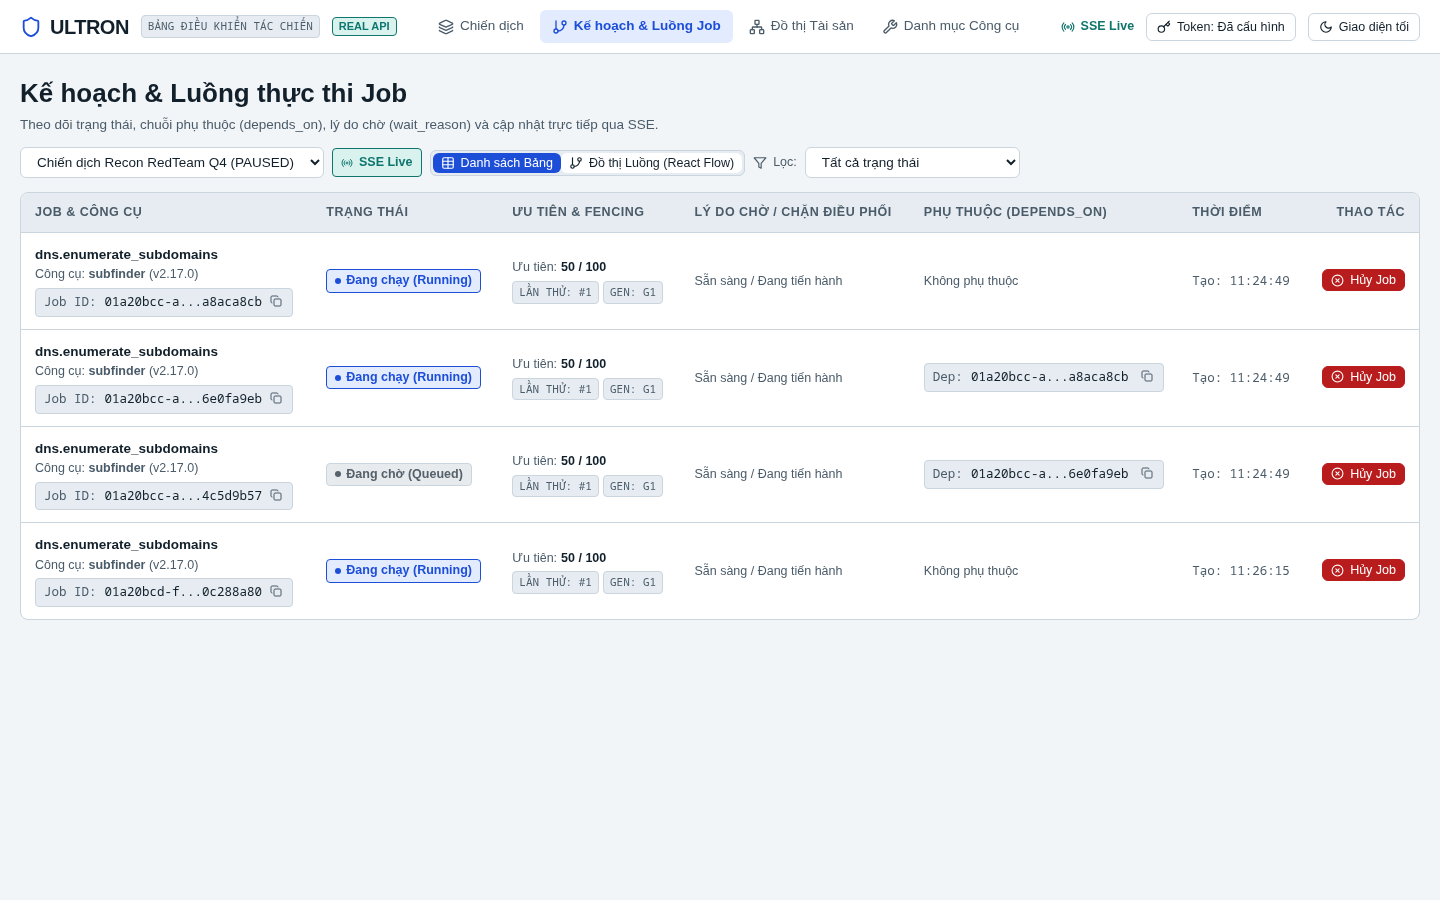 ULTRON BẢNG ĐIỀU KHIỂN TÁC CHIẾN REAL API Chiến dịch Kế hoạch & Luồng Job Đồ thị Tài sản Danh mục Công cụ SSE Live Token: Đã cấu hình Giao diện tối
Kế hoạch & Luồng thực thi Job
Theo dõi trạng thái, chuỗi phụ thuộc (depends_on), lý do chờ (wait_reason) và cập nhật trực tiếp qua SSE.
Chiến dịch Recon RedTeam Q4 (PAUSED) SSE Live Danh sách Bảng Đồ thị Luồng (React Flow) Lọc: Tất cả trạng thái
JOB & CÔNG CỤ TRẠNG THÁI ƯU TIÊN & FENCING LÝ DO CHỜ / CHẶN ĐIỀU PHỐI PHỤ THUỘC (DEPENDS_ON) THỜI ĐIỂM THAO TÁC
dns.enumerate_subdomains
Công cụ: subfinder (v2.17.0)
Job ID: 01a20bcc-a...a8aca8cb
Đang chạy (Running)
Ưu tiên: 50 / 100
LẦN THỬ: #1 GEN: G1
Sẵn sàng / Đang tiến hành
Không phụ thuộc
Tạo: 11:24:49
Hủy Job
dns.enumerate_subdomains
Công cụ: subfinder (v2.17.0)
Job ID: 01a20bcc-a...6e0fa9eb
Đang chạy (Running)
Ưu tiên: 50 / 100
LẦN THỬ: #1 GEN: G1
Sẵn sàng / Đang tiến hành
Dep: 01a20bcc-a...a8aca8cb
Tạo: 11:24:49
Hủy Job
dns.enumerate_subdomains
Công cụ: subfinder (v2.17.0)
Job ID: 01a20bcc-a...4c5d9b57
Đang chờ (Queued)
Ưu tiên: 50 / 100
LẦN THỬ: #1 GEN: G1
Sẵn sàng / Đang tiến hành
Dep: 01a20bcc-a...6e0fa9eb
Tạo: 11:24:49
Hủy Job
dns.enumerate_subdomains
Công cụ: subfinder (v2.17.0)
Job ID: 01a20bcd-f...0c288a80
Đang chạy (Running)
Ưu tiên: 50 / 100
LẦN THỬ: #1 GEN: G1
Sẵn sàng / Đang tiến hành
Không phụ thuộc
Tạo: 11:26:15
Hủy Job